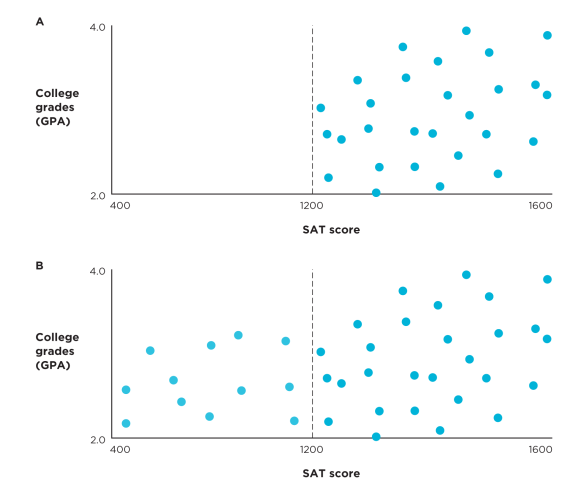 A
4.0
College
grades
(GPA)
2.0
400
1200
1600
SAT score
B
4.0
College
grades
(GPA)
2.0
400
1200
1600
SAT score